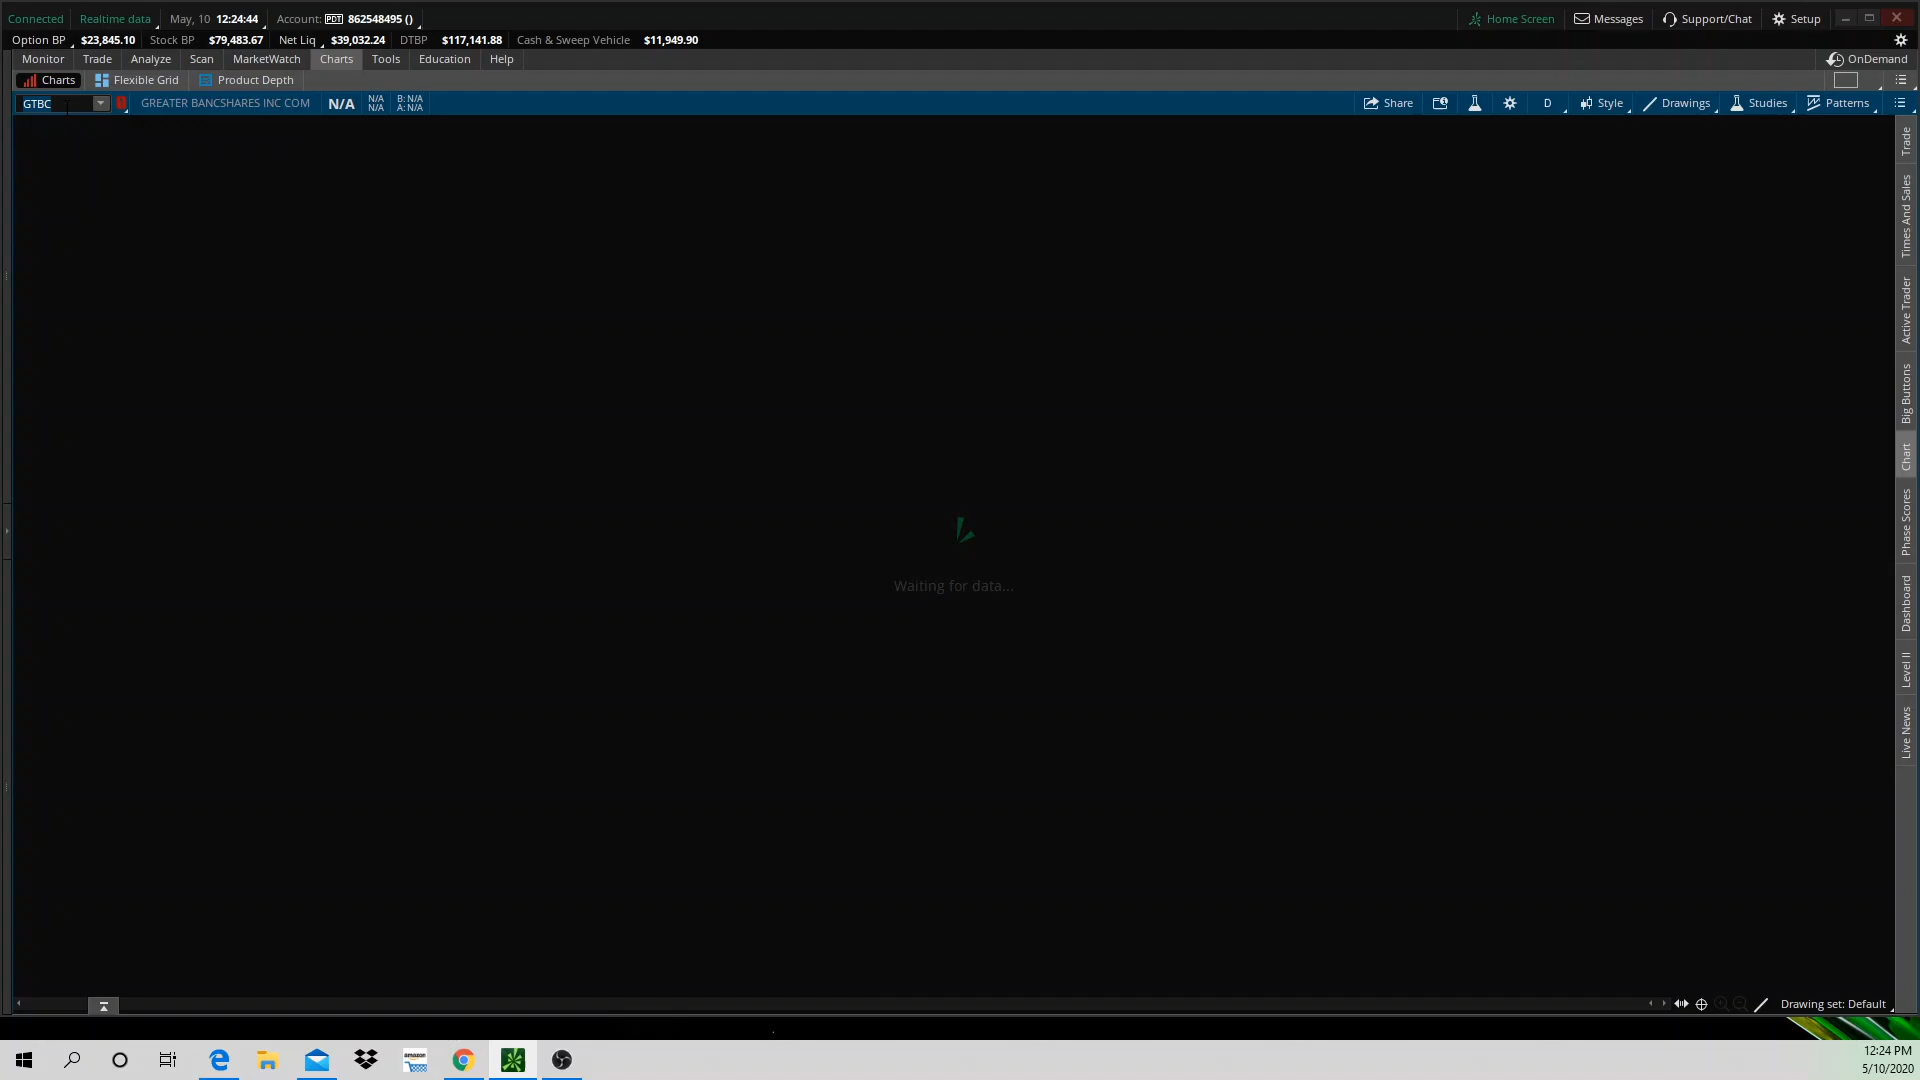 Connected Realtime data May, 10 12:24:44 Account: PDT 862548495 () Home Screen Messages Support/Chat Setup
Option BP $23,845.10 Stock BP $79,483.67 Net Liq $39,032.24 DTBP $117,141.88 Cash & Sweep Vehicle $11,949.90
Monitor Trade Analyze Scan MarketWatch Charts Tools Education Help OnDemand
Charts Flexible Grid Product Depth
GTBC GREATER BANCSHARES INC COM N/A N/A B: N/A Share D Style Drawings Studies Patterns
N/A A: N/A
Trade
Times And Sales
Active Trader
Big Buttons
Chart
Phase Scores
Dashboard
Level II
Live News
Waiting for data...
Drawing set: Default
amazon
12:24 PM
5/10/2020